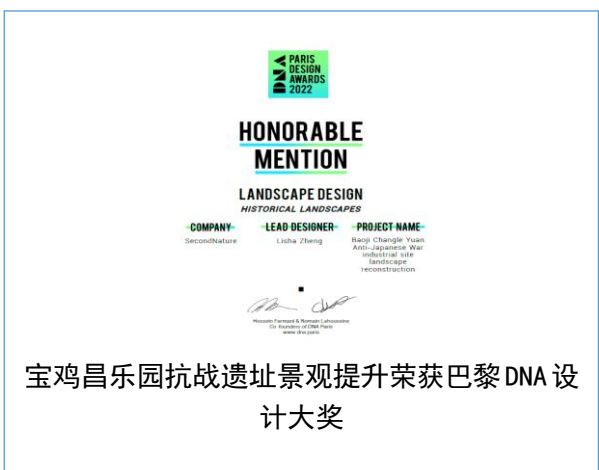 DNA
PARIS
DESIGN
AWARDS
2022
HONORABLE
MENTION
LANDSCAPE DESIGN
HISTORICAL LANDSCAPES
COMPANY
SecondNature
LEAD DESIGNER
Lisha Zheng
PROJECT NAME
Baoji Changle Yuan
Anti-Japanese War
industrial site
landscape
reconstruction
Hossein Farmani & Romain Lahoussine
Co founders of DNA Paris
www.dna.paris
宝鸡昌乐园抗战遗址景观提升荣获巴黎DNA设
计大奖